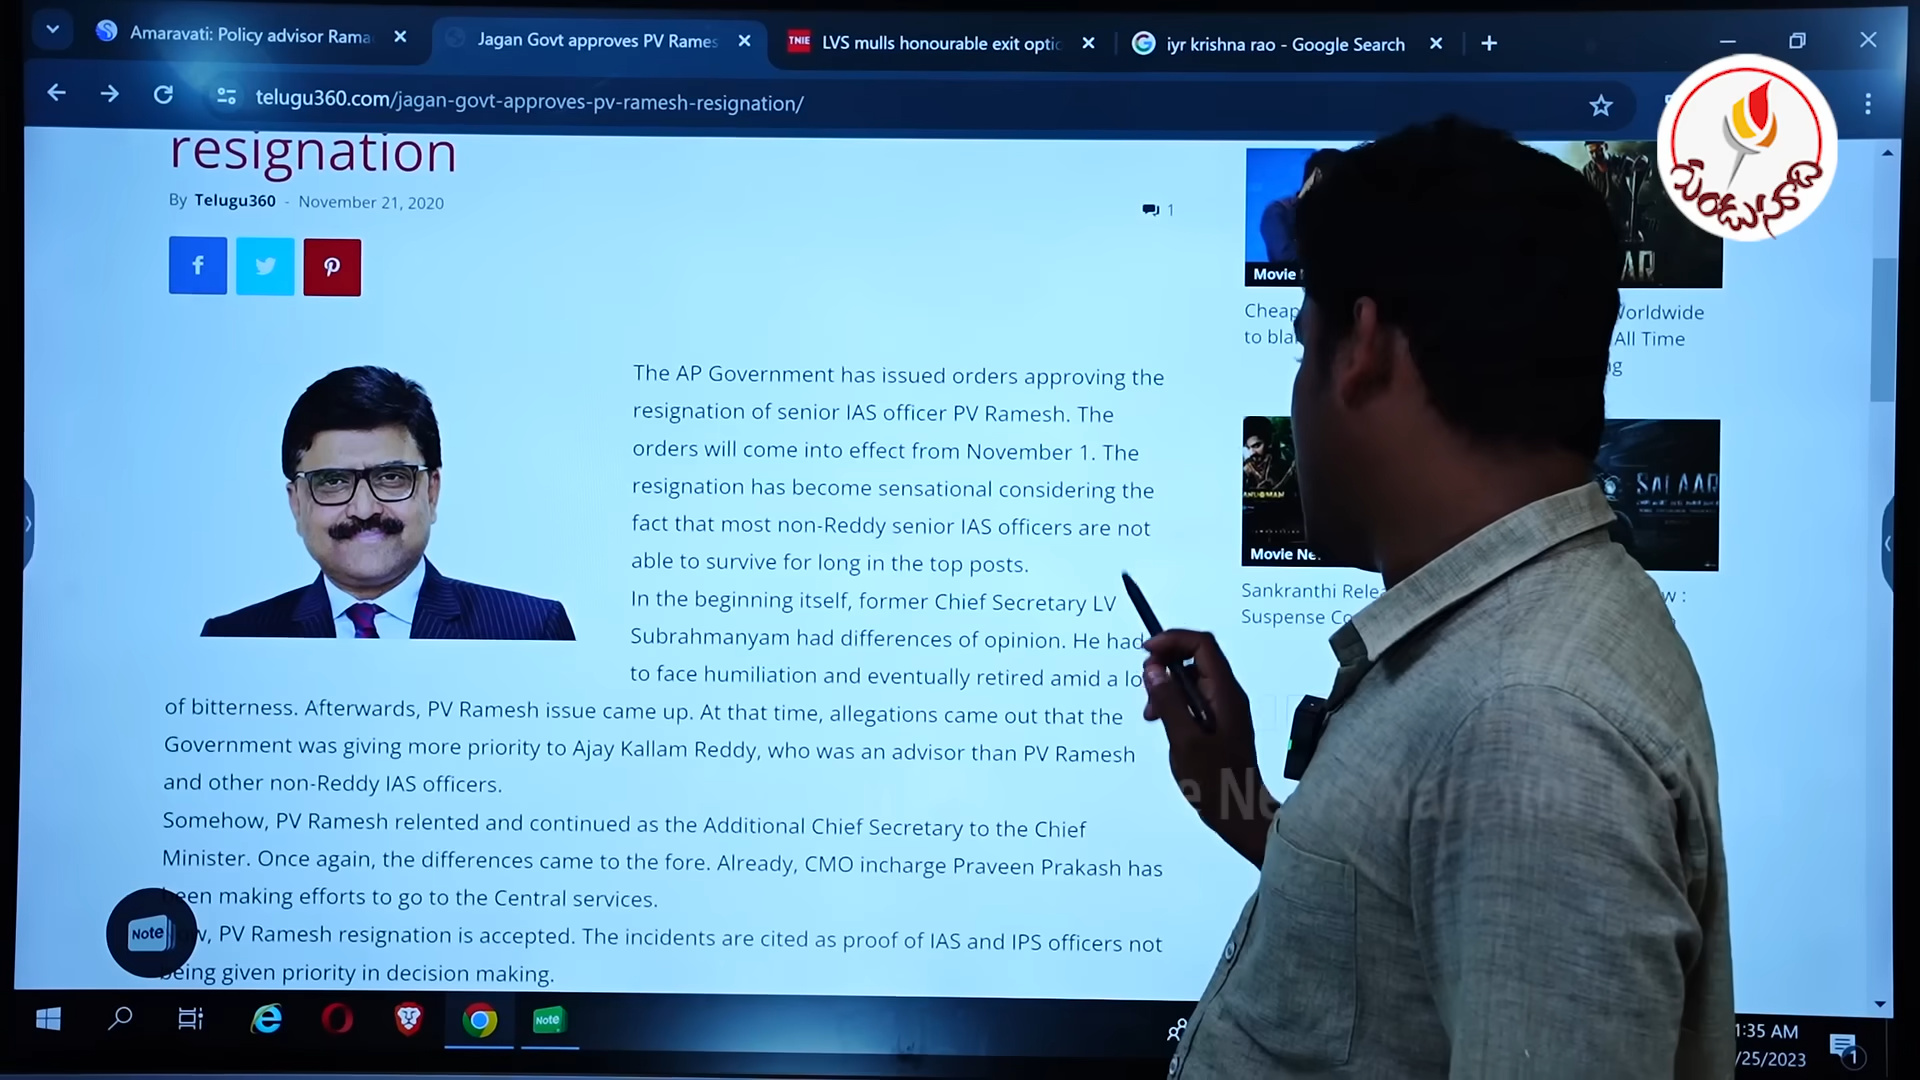 Amaravati: Policy advisor Rama
Jagan Govt approves PV Rames
TNIE
LVS mulls honourable exit optic
iyr krishna rao - Google Search
telugu360.com/jagan-govt-approves-pv-ramesh-resignation/
resignation
By Telugu360 - November 21, 2020
1
The AP Government has issued orders approving the
resignation of senior IAS officer PV Ramesh. The
orders will come into effect from November 1. The
resignation has become sensational considering the
fact that most non-Reddy senior IAS officers are not
able to survive for long in the top posts.
In the beginning itself, former Chief Secretary LV
Subrahmanyam had differences of opinion. He had
to face humiliation and eventually retired amid a lo
of bitterness. Afterwards, PV Ramesh issue came up. At that time, allegations came out that the
Government was giving more priority to Ajay Kallam Reddy, who was an advisor than PV Ramesh
and other non-Reddy IAS officers.
Somehow, PV Ramesh relented and continued as the Additional Chief Secretary to the Chief
Minister. Once again, the differences came to the fore. Already, CMO incharge Praveen Prakash has
een making efforts to go to the Central services.
w, PV Ramesh resignation is accepted. The incidents are cited as proof of IAS and IPS officers not
being given priority in decision making.
Movie
AR
Cheap
to bla
Worldwide
All Time
g
Movie Ne
SALAAR
Sankranthi Rele
Suspense Co
w :
Note
Note
1:35 AM
/25/2023
1